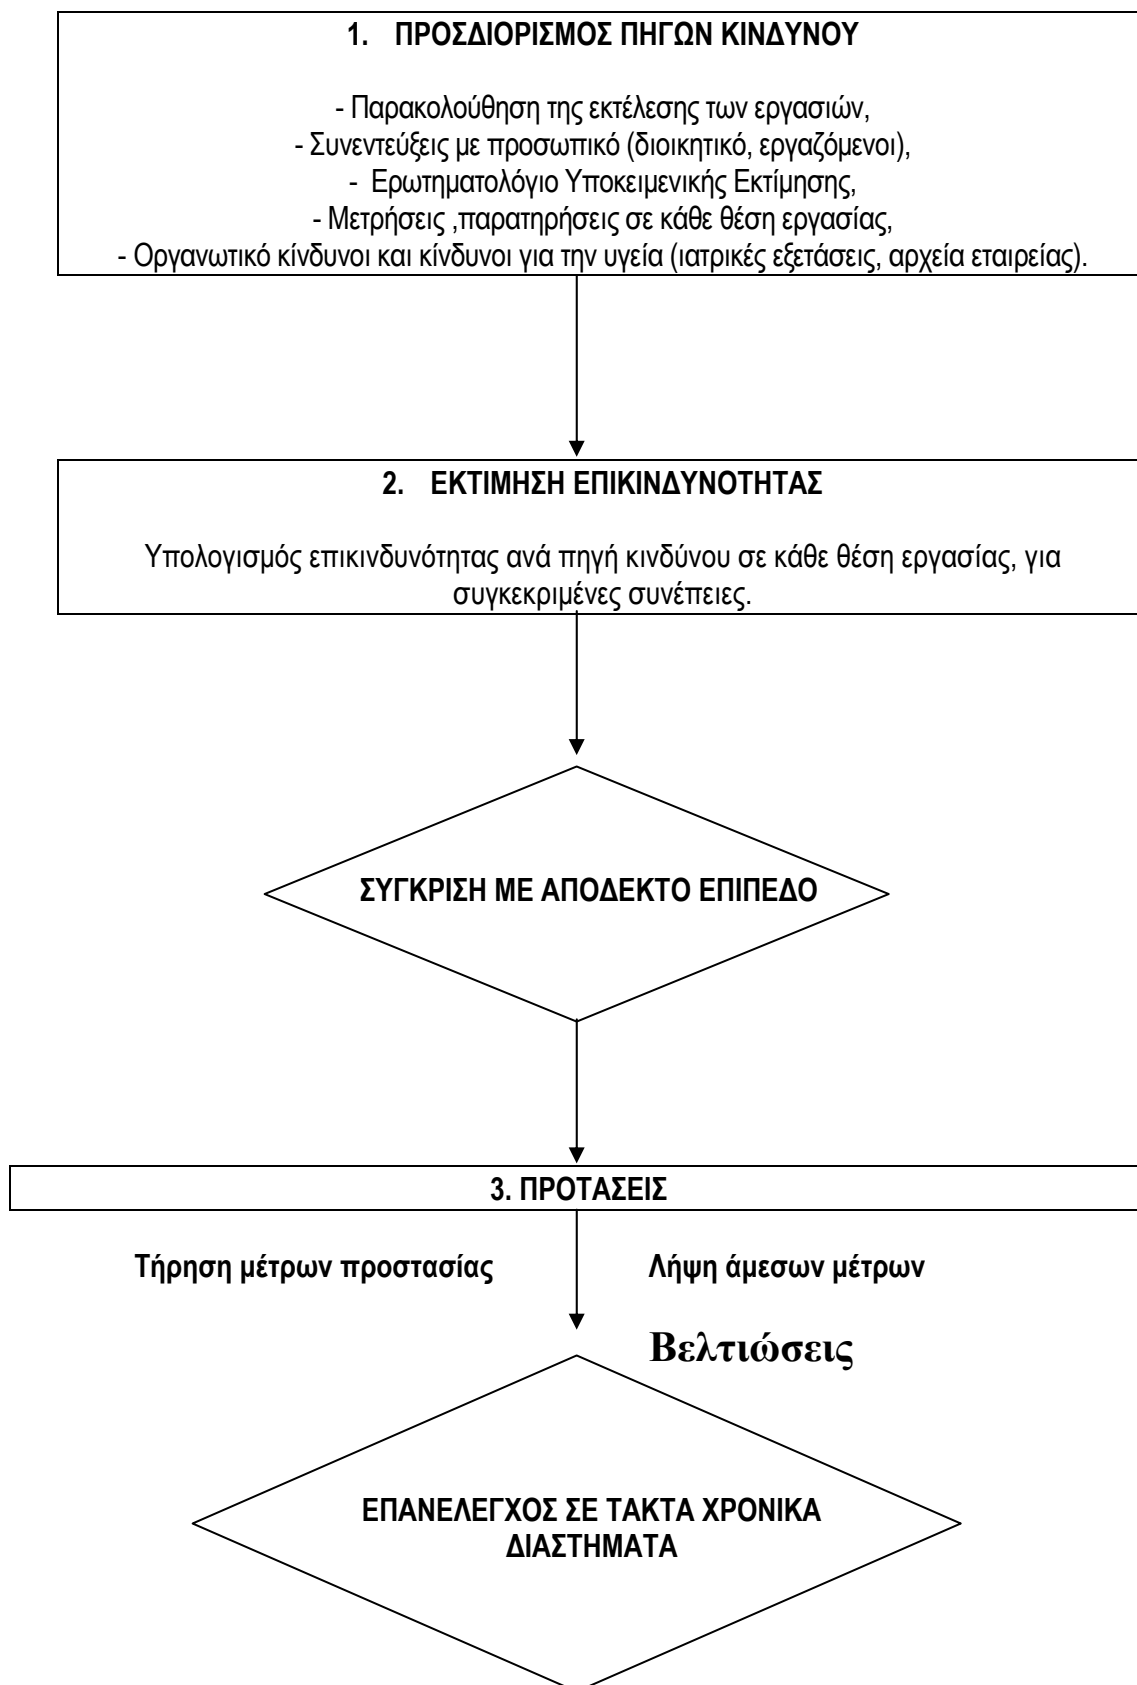 1. ΠΡΟΣΔΙΟΡΙΣΜΟΣ ΠΗΓΩΝ ΚΙΝΔΥΝΟΥ
- Παρακολούθηση της εκτέλεσης των εργασιών,
- Συνεντεύξεις με προσωπικό (διοικητικό, εργαζόμενοι),
- Ερωτηματολόγιο Υποκειμενικής Εκτίμησης,
- Μετρήσεις ,παρατηρήσεις σε κάθε θέση εργασίας,
- Οργανωτικό κίνδυνοι και κίνδυνοι για την υγεία (ιατρικές εξετάσεις, αρχεία εταιρείας).
2. ΕΚΤΙΜΗΣΗ ΕΠΙΚΙΝΔΥΝΟΤΗΤΑΣ
Υπολογισμός επικινδυνότητας ανά πηγή κινδύνου σε κάθε θέση εργασίας, για
συγκεκριμένες συνέπειες.
ΣΥΓΚΡΙΣΗ ΜΕ ΑΠΟΔΕΚΤΟ ΕΠΙΠΕΔΟ
3. ΠΡΟΤΑΣΕΙΣ
Τήρηση μέτρων προστασίας
Λήψη άμεσων μέτρων
Βελτιώσεις
ΕΠΑΝΕΛΕΓΧΟΣ ΣΕ ΤΑΚΤΑ ΧΡΟΝΙΚΑ
ΔΙΑΣΤΗΜΑΤΑ